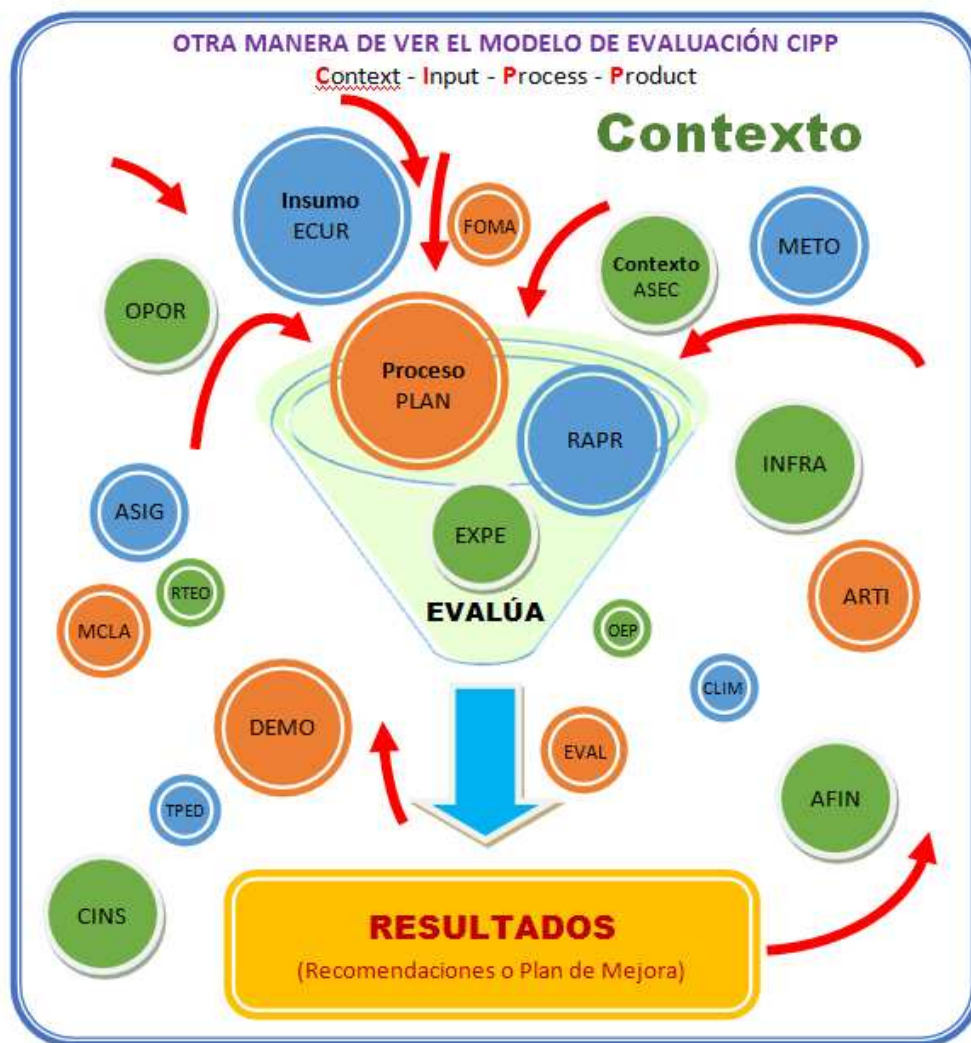 OTRA MANERA DE VER EL MODELO DE EVALUACIÓN CIPP
Context - Input - Process - Product
Contexto
Insumo
ECUR
FOMA
Contexto
ASEC
METO
OPOR
Proceso
PLAN
RAPR
INFRA
ASIG
EXPE
RTEO
MCLA
EVALÚA
OEP
ARTI
CLIM
DEMO
EVAL
TPED
AFIN
CINS
RESULTADOS
(Recomendaciones o Plan de Mejora)